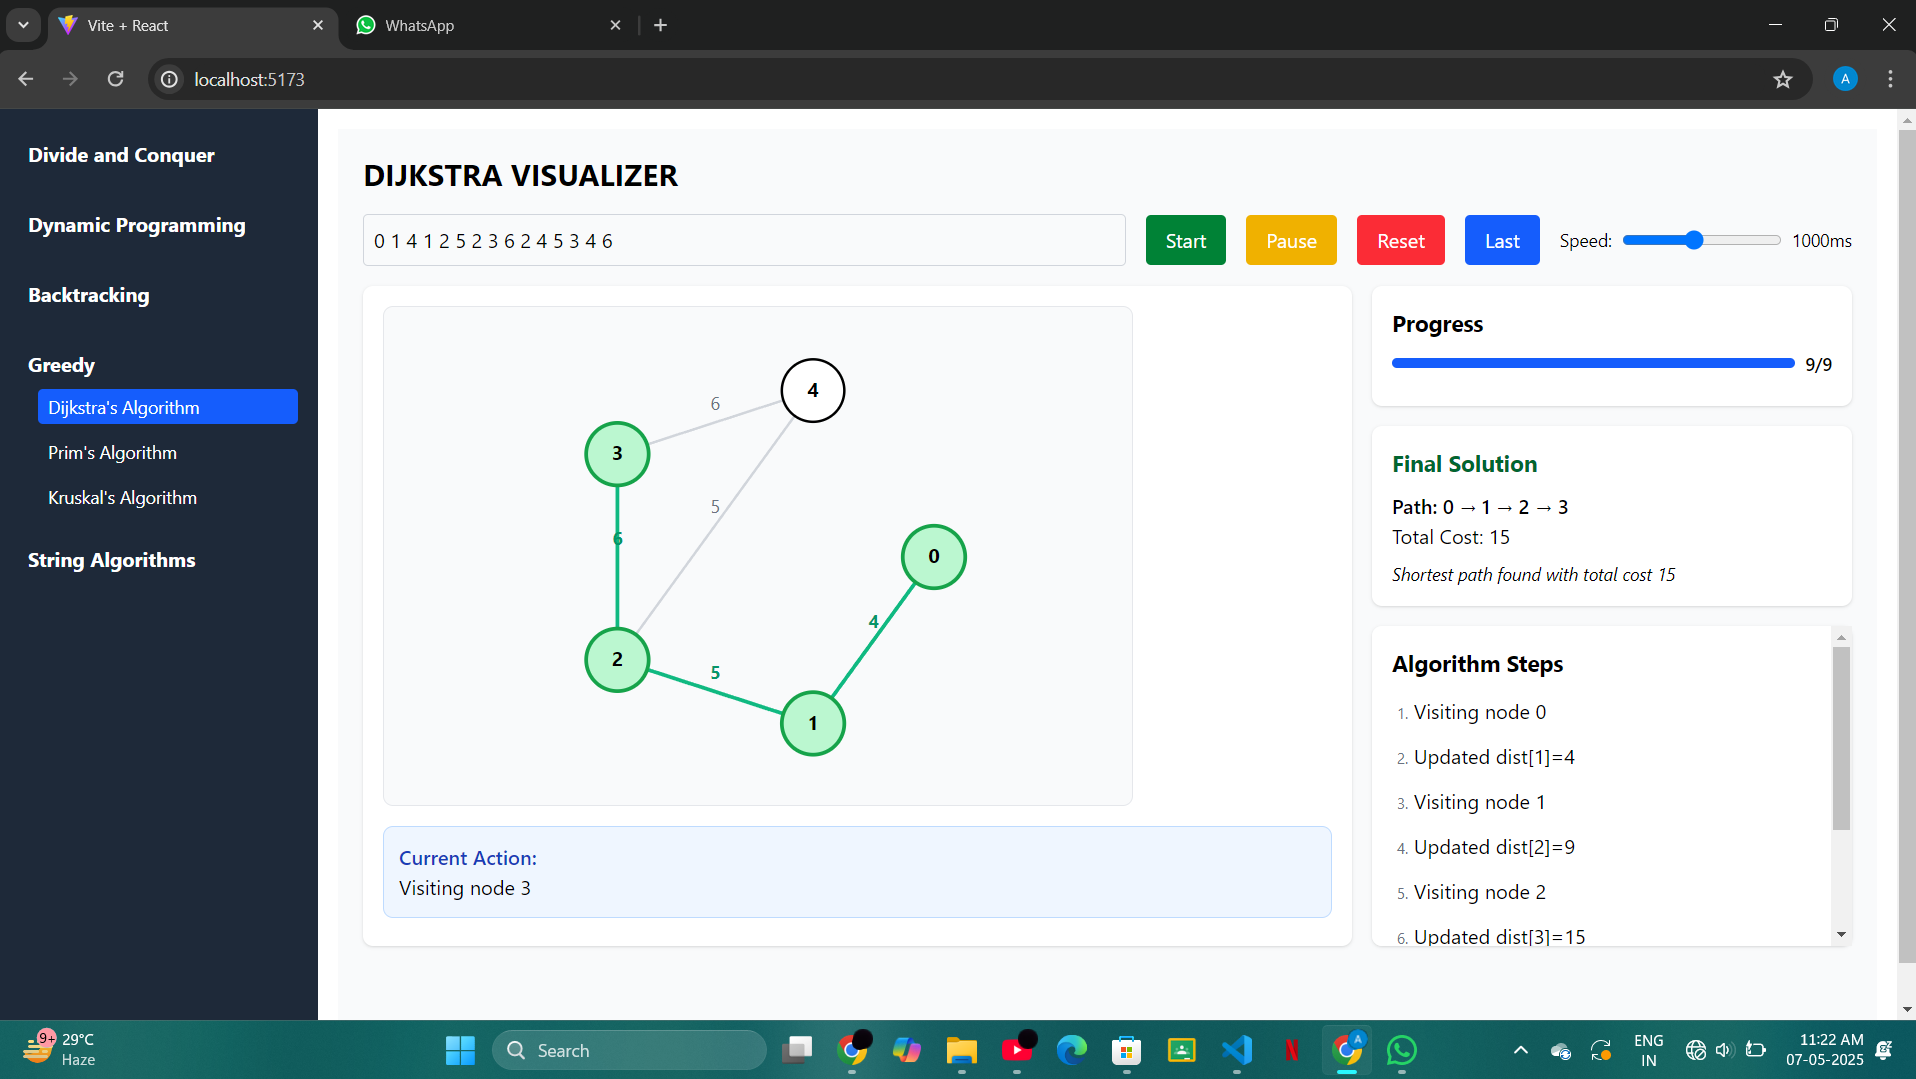 Vite + React
WhatsApp
localhost:5173
A
Divide and Conquer
Dynamic Programming
Backtracking
Greedy
Dijkstra's Algorithm
Prim's Algorithm
Kruskal's Algorithm
String Algorithms
DIJKSTRA VISUALIZER
0 1 4 1 2 5 2 3 6 2 4 5 3 4 6
Start
Pause
Reset
Last
Speed:
1000ms
4
6
3
5
6
0
4
2
5
1
Current Action:
Visiting node 3
Progress
9/9
Final Solution
Path: 0 → 1 → 2 → 3
Total Cost: 15
Shortest path found with total cost 15
Algorithm Steps
1. Visiting node 0
2. Updated dist[1]=4
3. Visiting node 1
4. Updated dist[2]=9
5. Visiting node 2
6. Updated dist[3]=15
9+
29°C
Haze
Search
N
A
ENG
IN
11:22 AM
07-05-2025